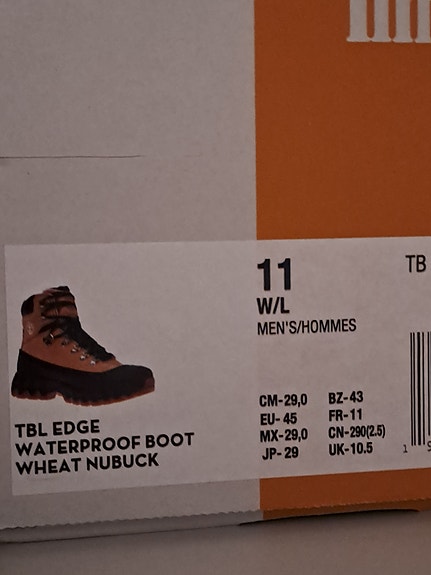 11
W/L
MEN'S/HOMMES
TB
CM-29,0 BZ-43
EU-45 FR-11
MX-29,0 CN-290(2.5)
JP-29 UK-10.5
1
TBL EDGE
WATERPROOF BOOT
WHEAT NUBUCK